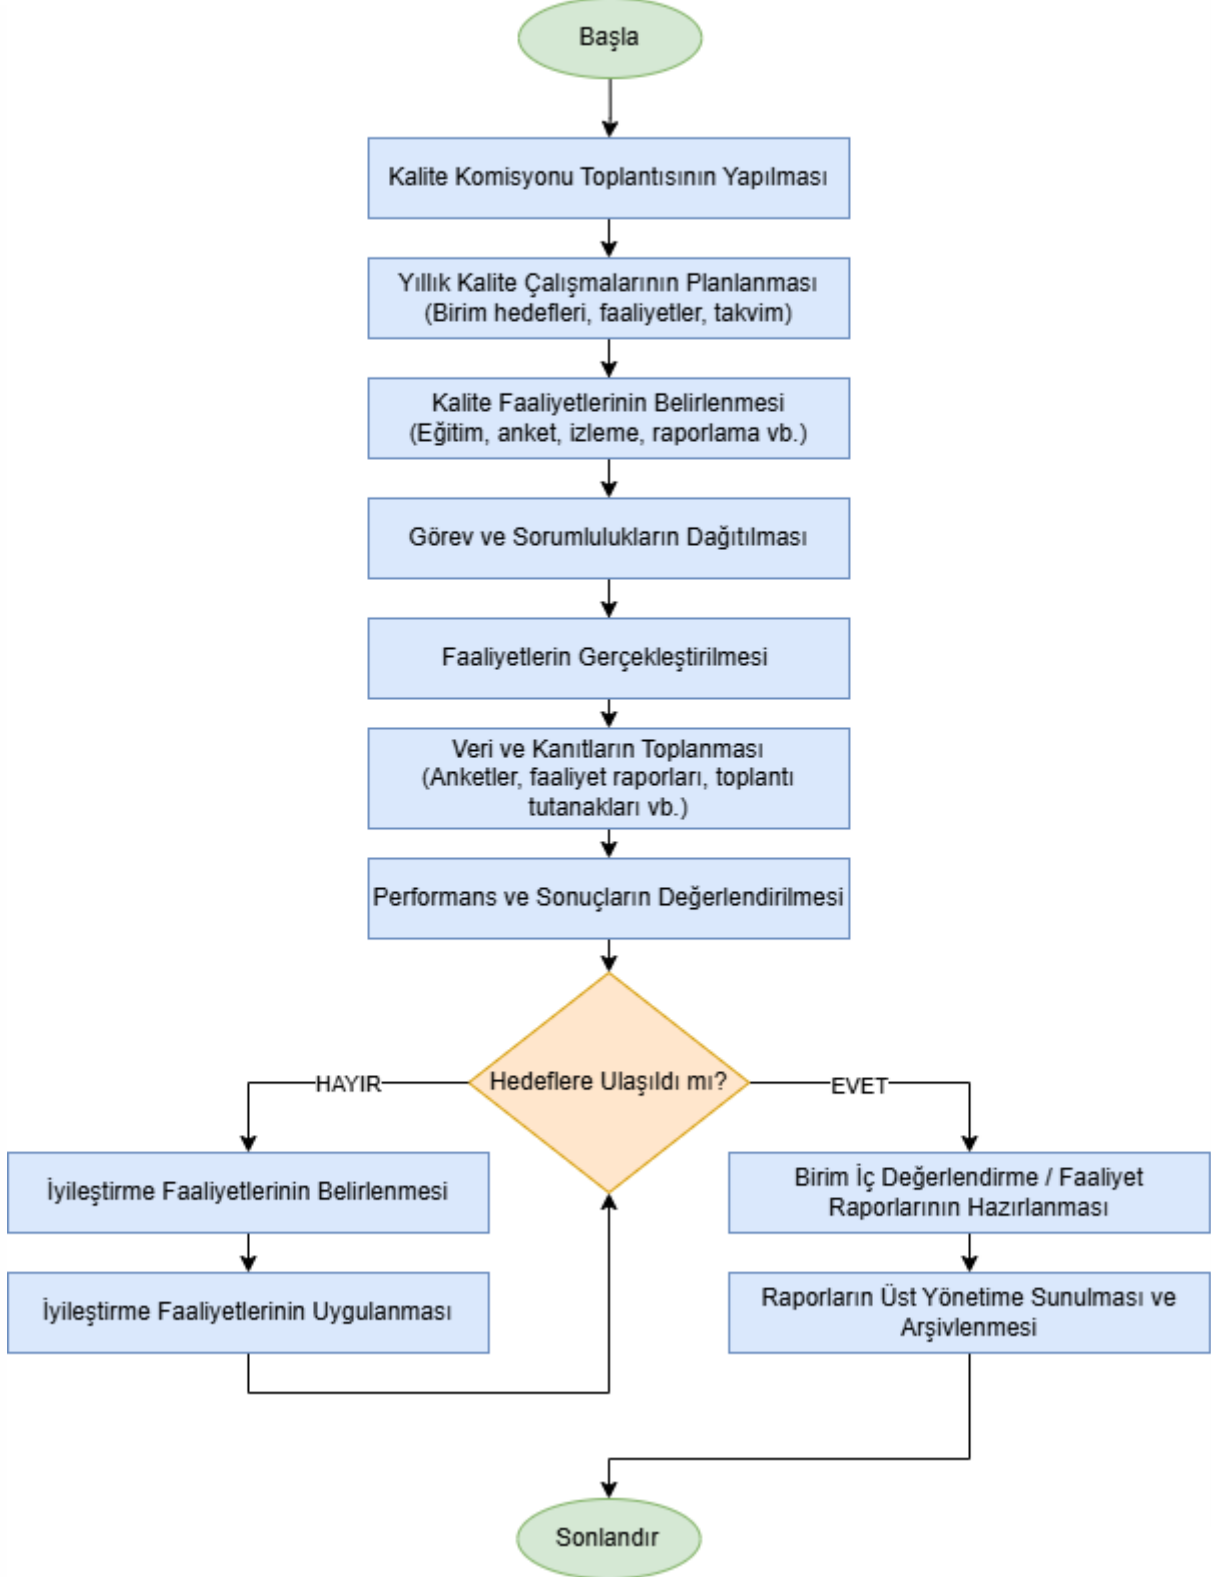 Başla
Kalite Komisyonu Toplantısının Yapılması
Yıllık Kalite Çalışmalarının Planlanması
(Birim hedefleri, faaliyetler, takvim)
Kalite Faaliyetlerinin Belirlenmesi
(Eğitim, anket, izleme, raporlama vb.)
Görev ve Sorumlulukların Dağıtılması
Faaliyetlerin Gerçekleştirilmesi
Veri ve Kanıtların Toplanması
(Anketler, faaliyet raporları, toplantı
tutanakları vb.)
Performans ve Sonuçların Değerlendirilmesi
Hedeflere Ulaşıldı mı?
HAYIR
EVET
İyileştirme Faaliyetlerinin Belirlenmesi
İyileştirme Faaliyetlerinin Uygulanması
Birim İç Değerlendirme / Faaliyet
Raporlarının Hazırlanması
Raporların Üst Yönetime Sunulması ve
Arşivlenmesi
Sonlandır